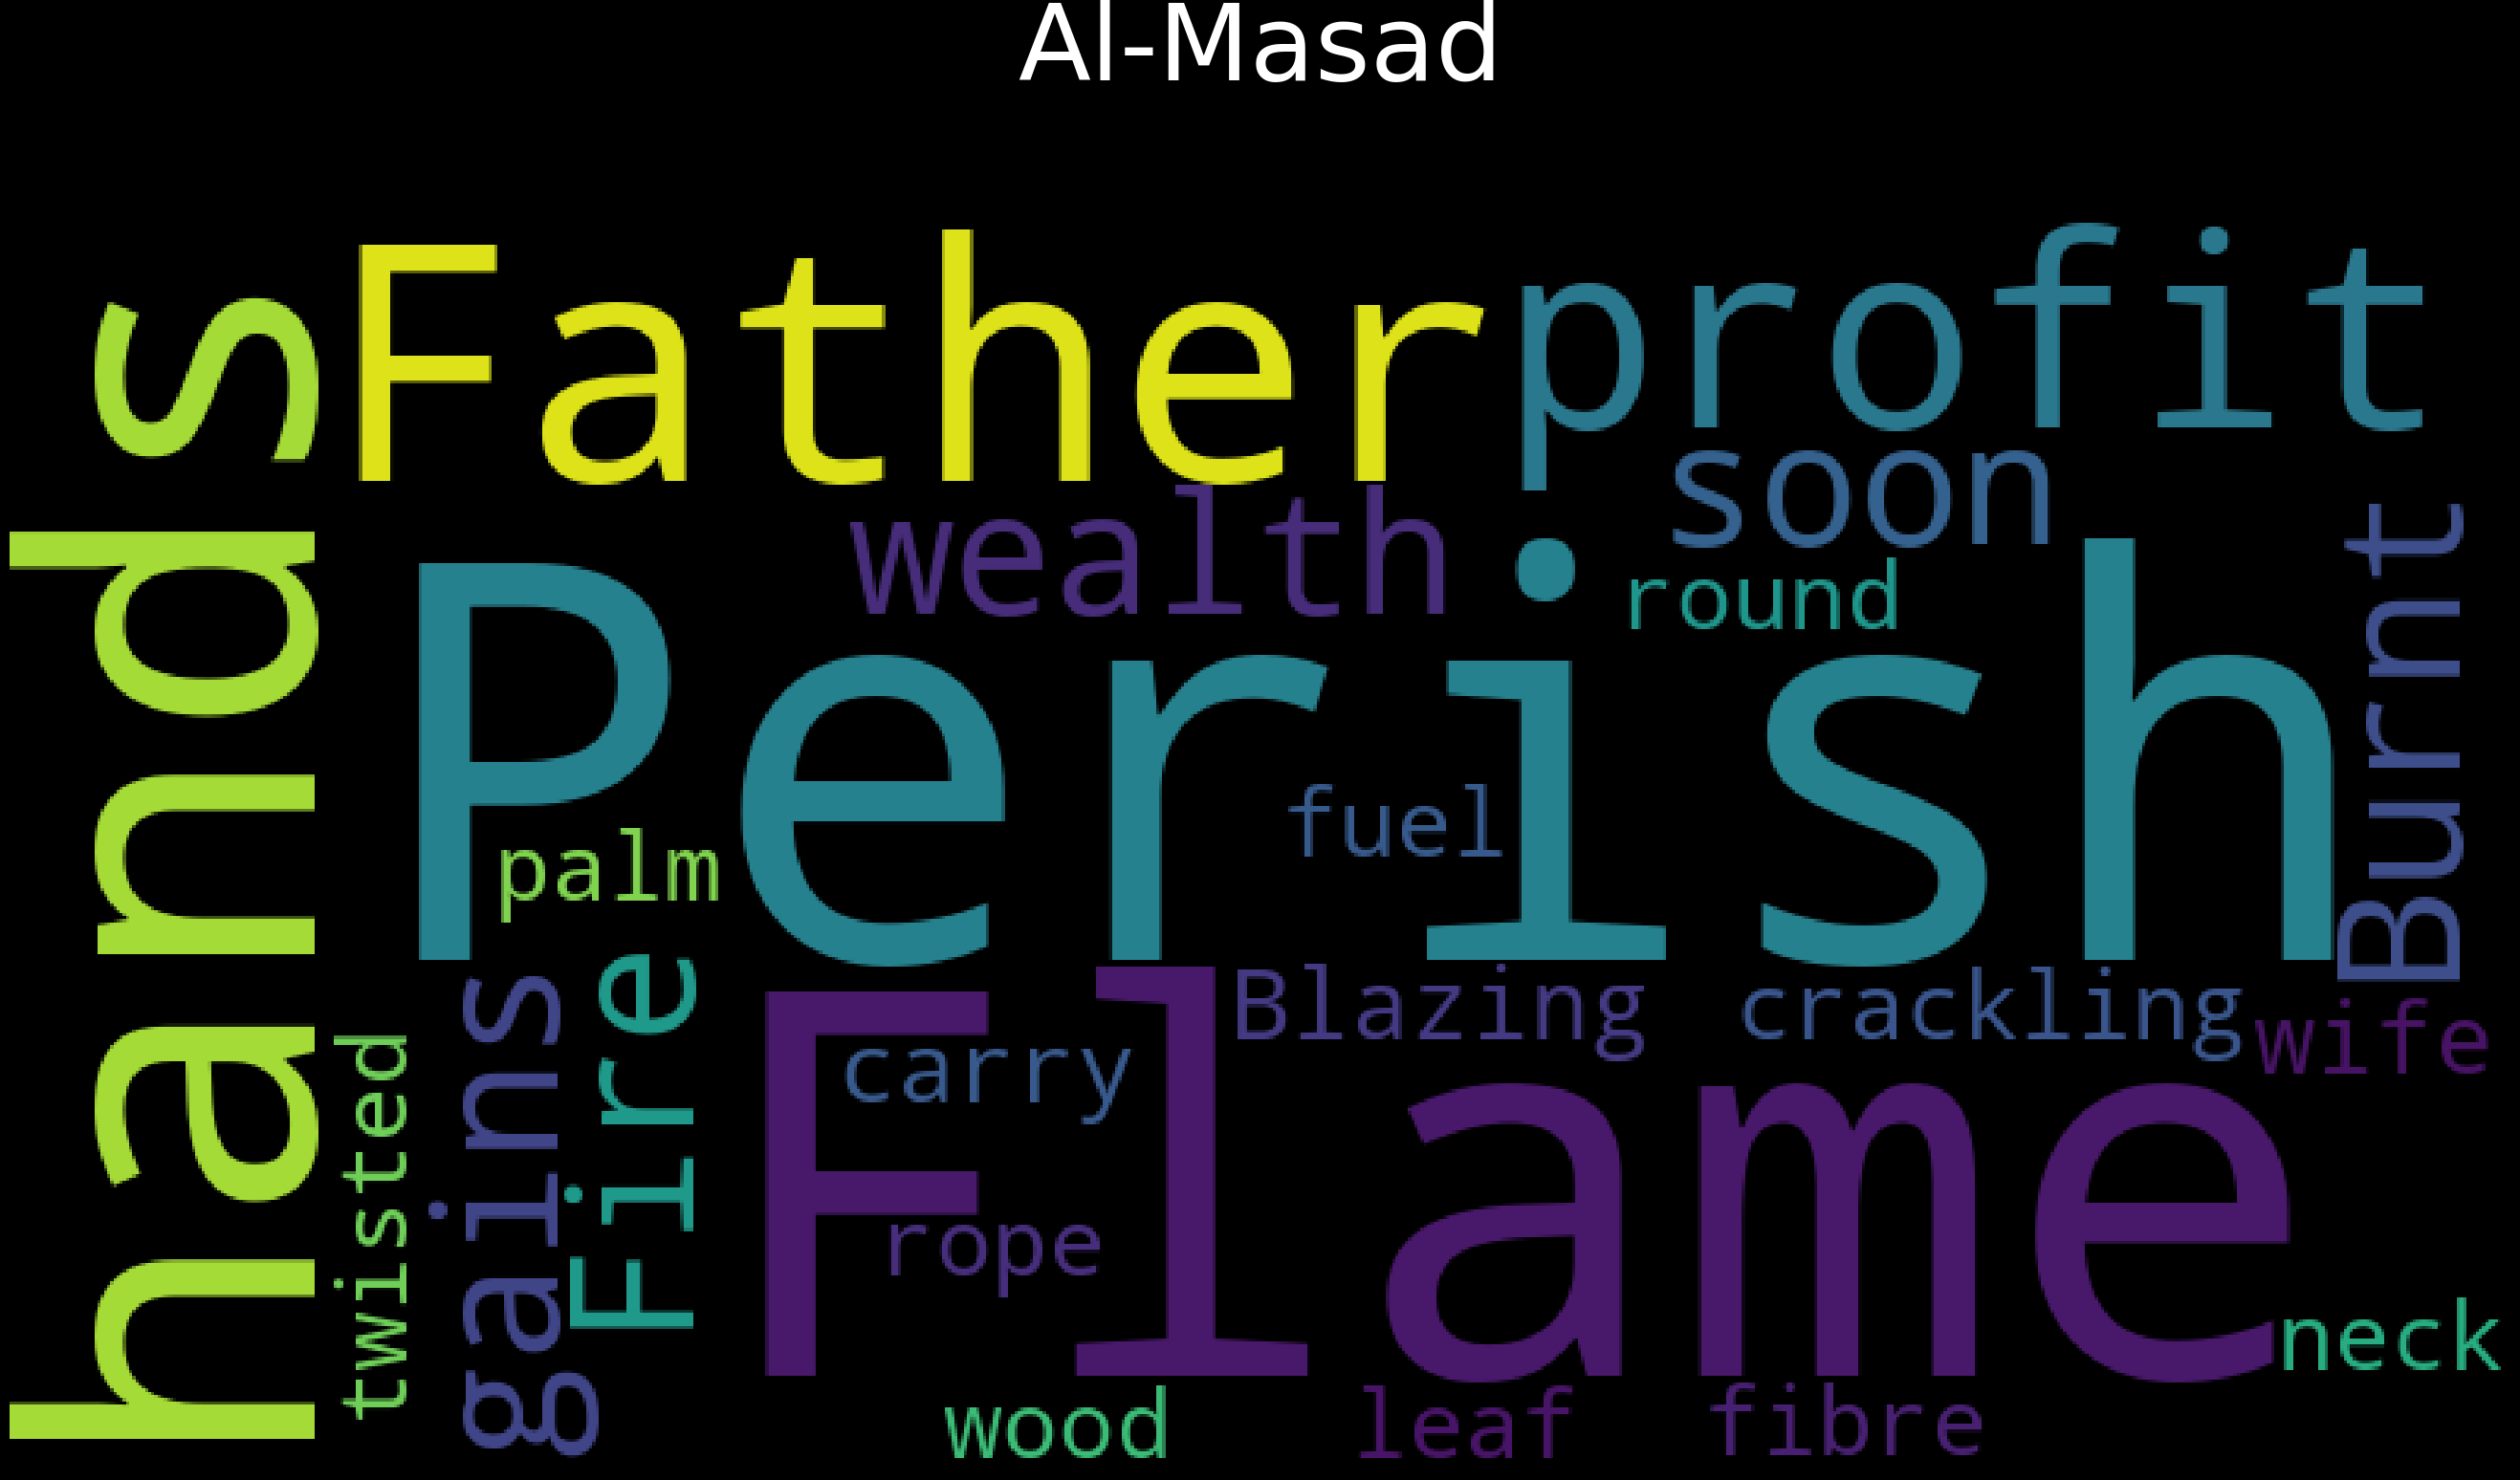 Al-Masad
hands
Father
profit
soon
wealth
round
Perish
Burnt
fuel
palm
Fire
gains
twisted
Blazing
crackling
wife
carry
Flame
rope
neck
wood
leaf
fibre